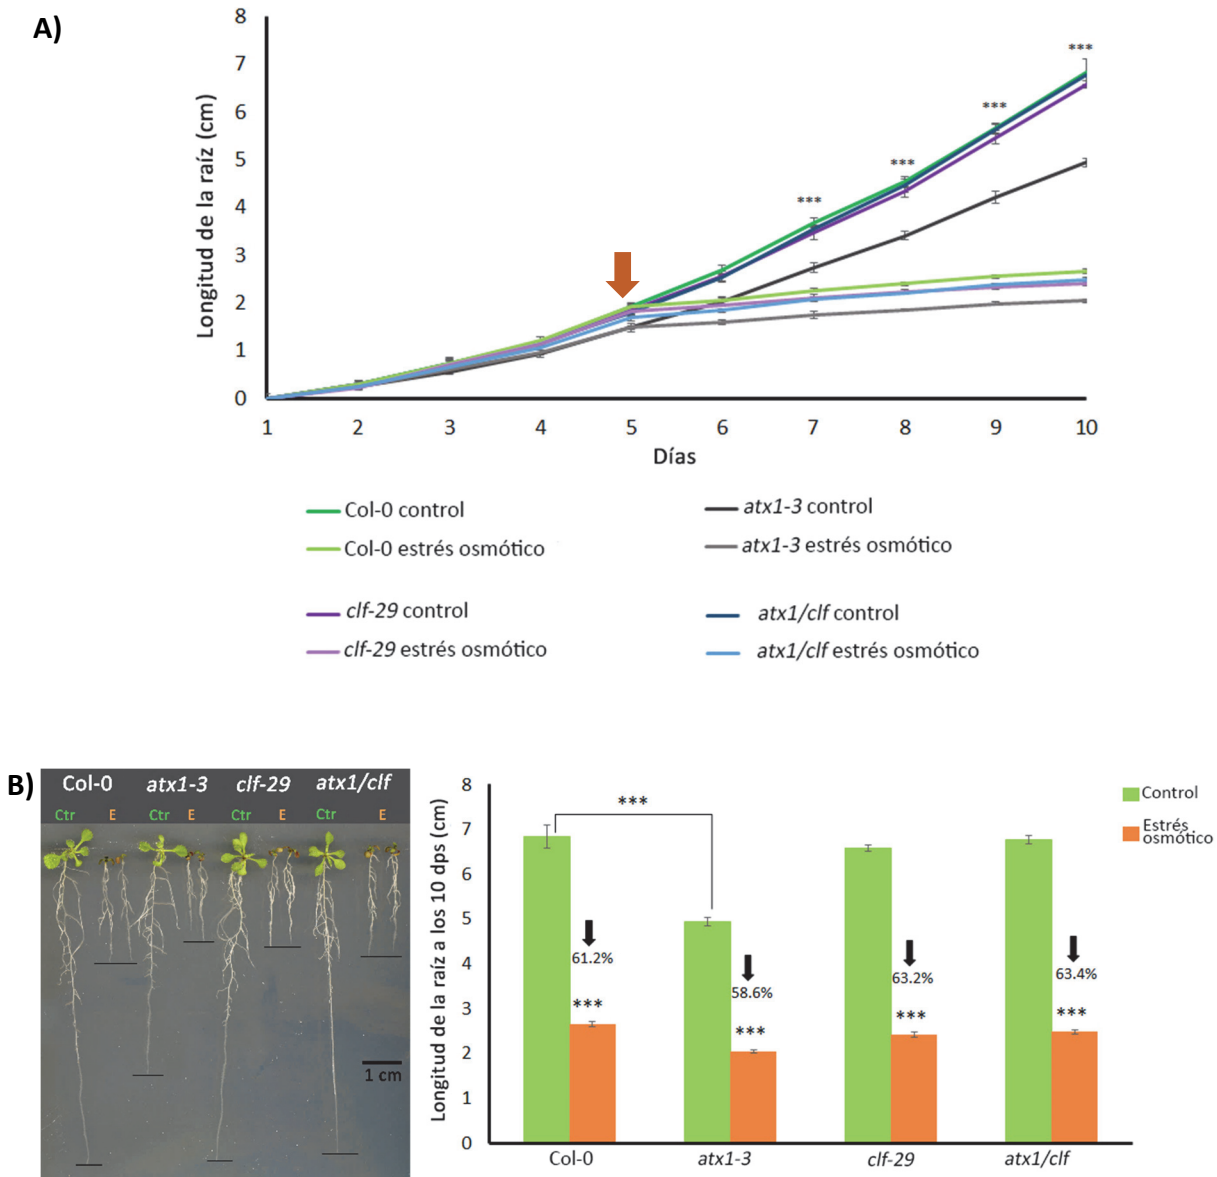 A)
Longitud de la raíz (cm)
8
7
6
5
4
3
2
1
0
***
***
***
***
1 2 3 4 5 6 7 8 9 10
Días
Col-0 control
atx1-3 control
Col-0 estrés osmótico
atx1-3 estrés osmótico
clf-29 control
atx1/clf control
clf-29 estrés osmótico
atx1/clf estrés osmótico
B)
Col-0 atx1-3 clf-29 atx1/clf
Ctr E Ctr E Ctr E Ctr E
1 cm
Longitud de la raíz a los 10 dps (cm)
8
7
6
5
4
3
2
1
0
***
61.2%
***
58.6%
***
63.2%
***
63.4%
***
Col-0 atx1-3 clf-29 atx1/clf
Control
Estrés
osmótico